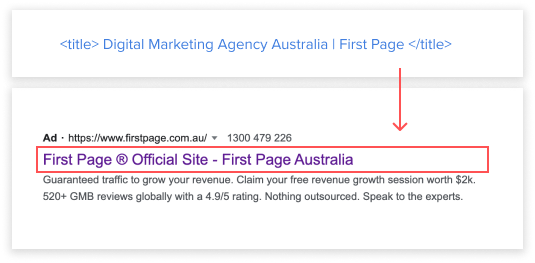 <title> Digital Marketing Agency Australia | First Page </title>
Ad · https://www.firstpage.com.au/ 1300 479 226
First Page ® Official Site - First Page Australia
Guaranteed traffic to grow your revenue. Claim your free revenue growth session worth $2k.
520+ GMB reviews globally with a 4.9/5 rating. Nothing outsourced. Speak to the experts.